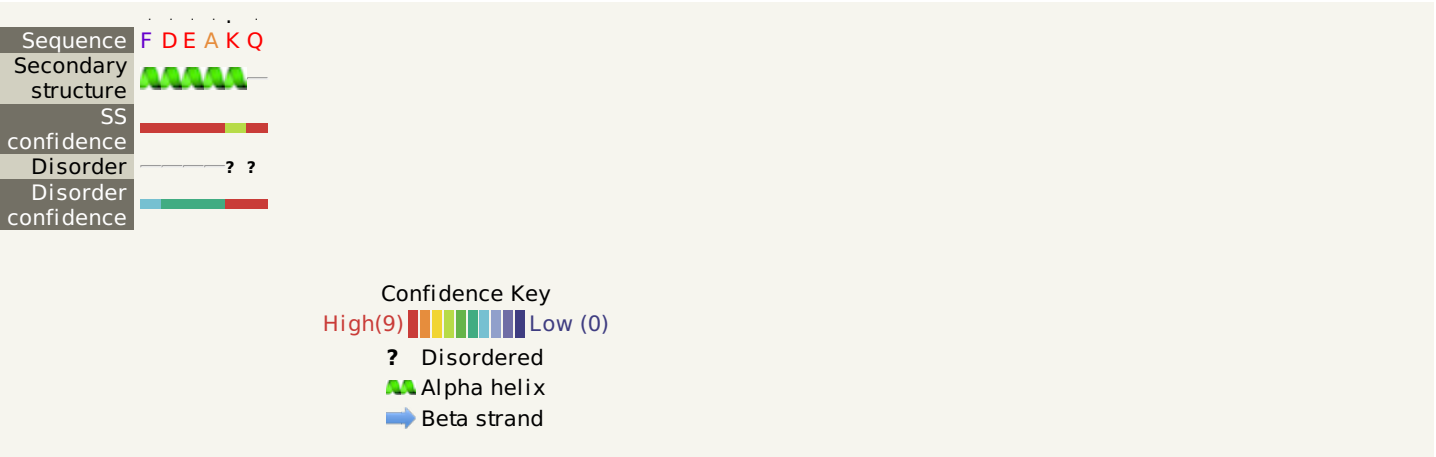 Sequence F D E A K Q
Secondary
structure
SS
confidence
Disorder ? ?
Disorder
confidence
Confidence Key
High(9) Low (0)
? Disordered
Alpha helix
Beta strand